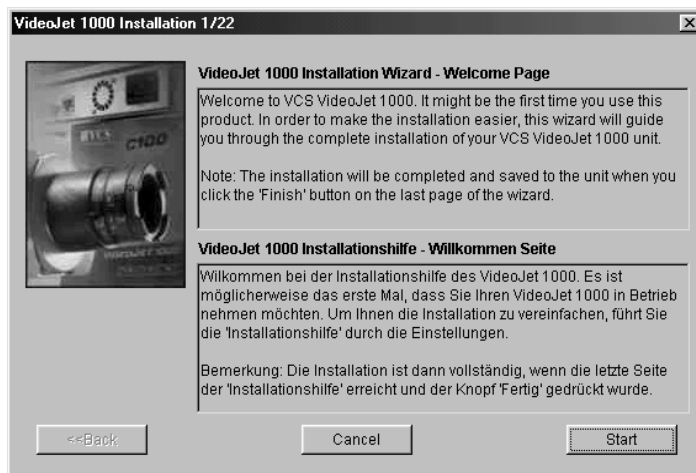 VideoJet 1000 Installation 1/22
VCS
C100
VideoJet 1000 Installation Wizard - Welcome Page
Welcome to VCS VideoJet 1000. It might be the first time you use this
product. In order to make the installation easier, this wizard will guide
you through the complete installation of your VCS VideoJet 1000 unit.
Note: The installation will be completed and saved to the unit when you
click the 'Finish' button on the last page of the wizard.
VideoJet 1000 Installationshilfe - Willkommen Seite
Wilkommen bei der Installationshilfe des VideoJet 1000. Es ist
möglicherweise das erste Mal, dass Sie Ihren VideoJet 1000 in Betrieb
nehmen möchten. Um Ihnen die Installation zu vereinfachen, führt Sie
die 'Installationshilfe' durch die Einstellungen.
Bemerkung: Die Installation ist dann vollständig, wenn die letzte Seite
der 'Installationshilfe' erreicht und der Knopf 'Fertig' gedrückt wurde.
<<Back
Cancel
Start